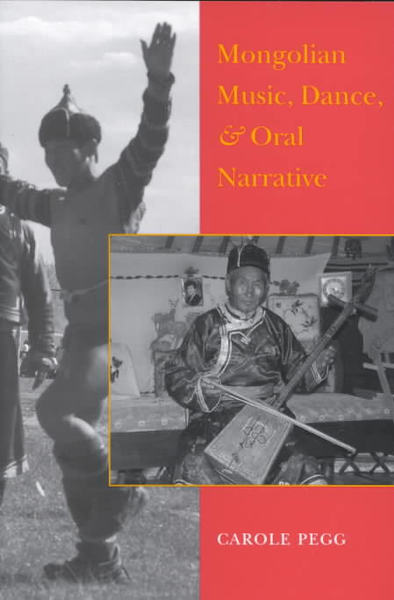 Mongolian
Music, Dance,
& Oral
Narrative
CAROLE PEGG